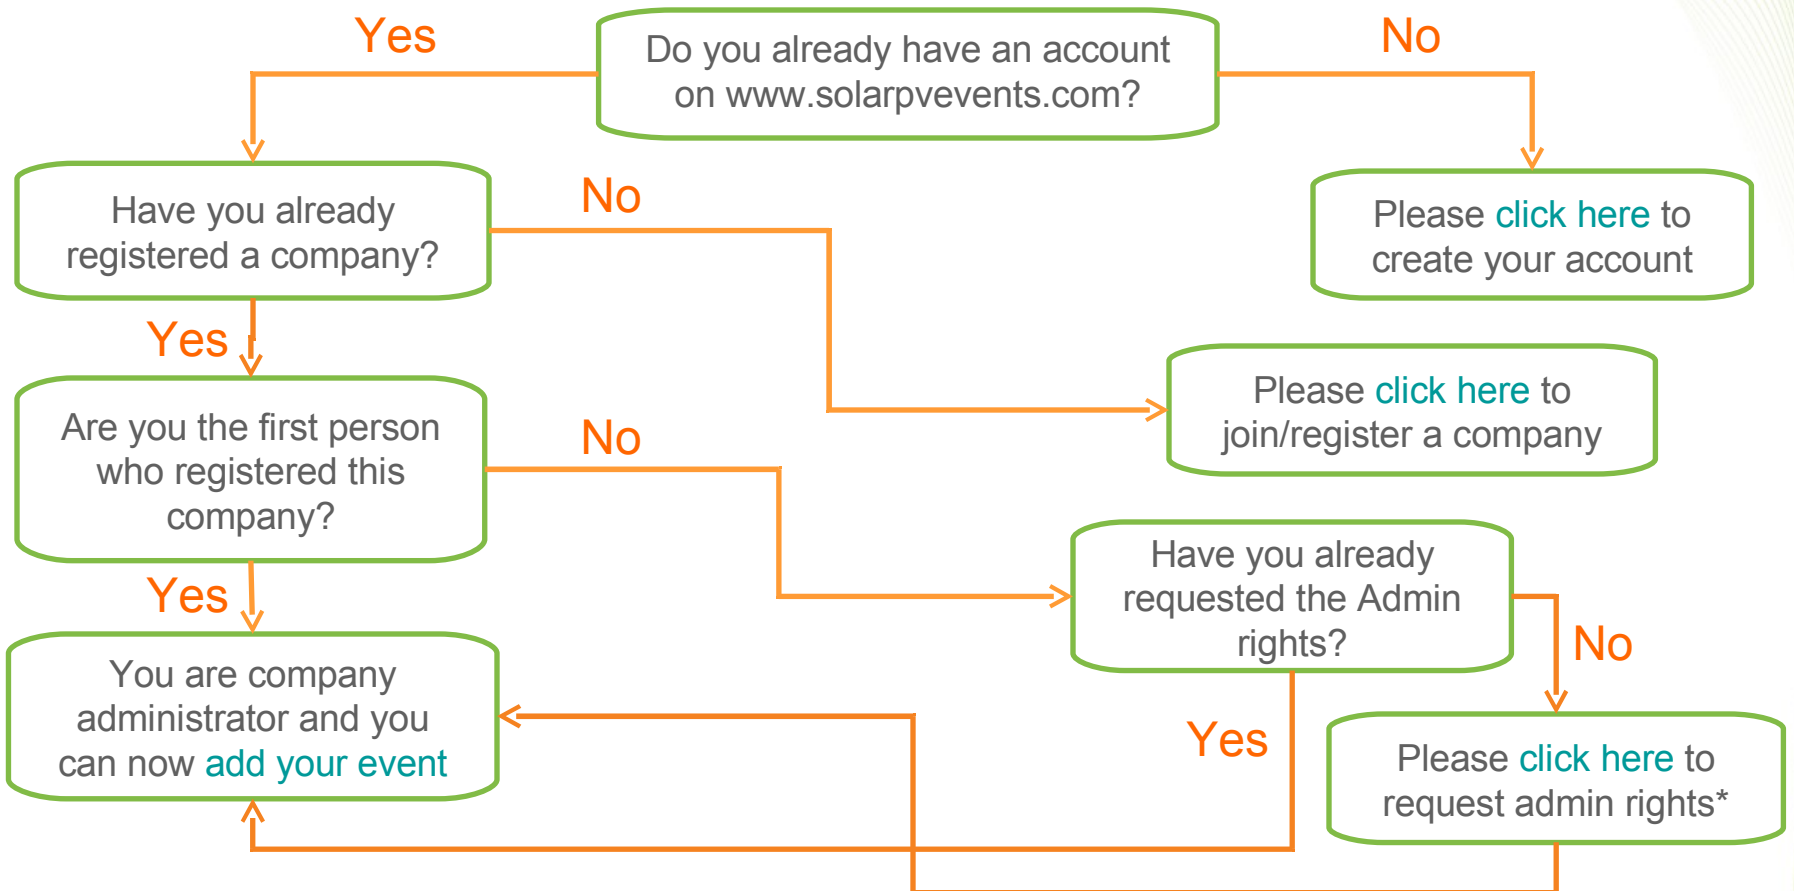 Yes
Do you already have an account
on www.solarpvevents.com?
No
Have you already
registered a company?
No
Please click here to
create your account
Yes
Please click here to
join/register a company
Are you the first person
who registered this
company?
No
Have you already
requested the Admin
rights?
Yes
No
You are company
administrator and you
can now add your event
Yes
Please click here to
request admin rights*